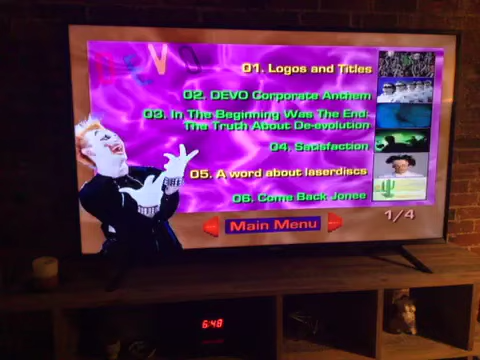 DEVO
01. Logos and Titles
02. DEVO Corporate Anthem
03. In The Beginning Was The End:
The Truth About De-evolution
04. Satisfaction
05. A word about laserdiscs
06. Come Back Jonee
1/4
Main Menu
6:48